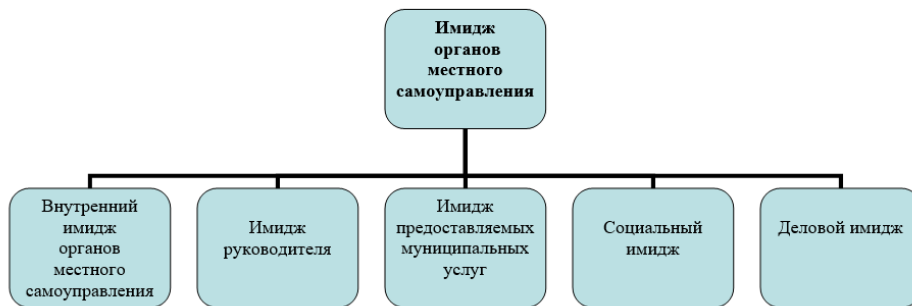 Имидж
органов
местного
самоуправления
Внутренний
имидж
органов
местного
самоуправления
Имидж
руководителя
Имидж
предоставляемых
муниципальных
услуг
Социальный
имидж
Деловой имидж